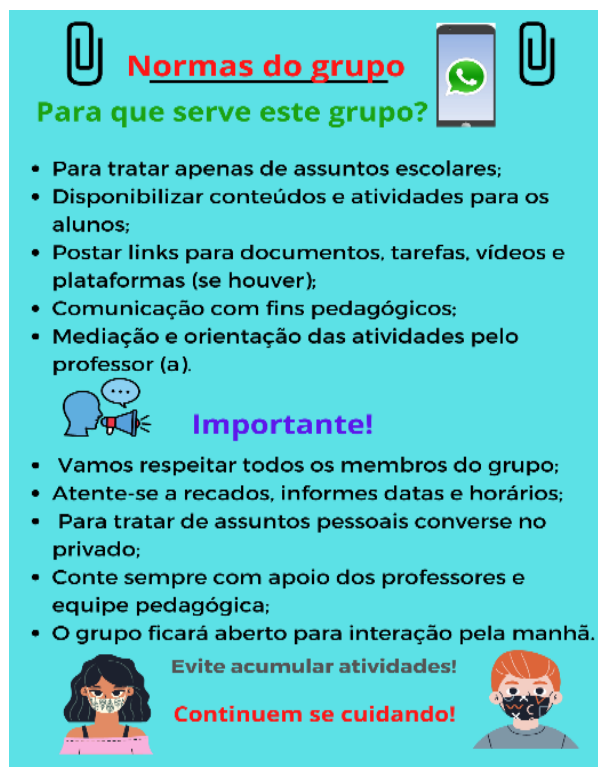 Normas do grupo
Para que serve este grupo?
• Para tratar apenas de assuntos escolares;
• Disponibilizar conteúdos e atividades para os
alunos;
• Postar links para documentos, tarefas, vídeos e
plataformas (se houver);
• Comunicação com fins pedagógicos;
• Mediação e orientação das atividades pelo
professor (a).
Importante!
• Vamos respeitar todos os membros do grupo;
• Atente-se a recados, informes datas e horários;
• Para tratar de assuntos pessoais converse no
privado;
• Conte sempre com apoio dos professores e
equipe pedagógica;
• O grupo ficará aberto para interação pela manhã.
Evite acumular atividades!
Continuem se cuidando!